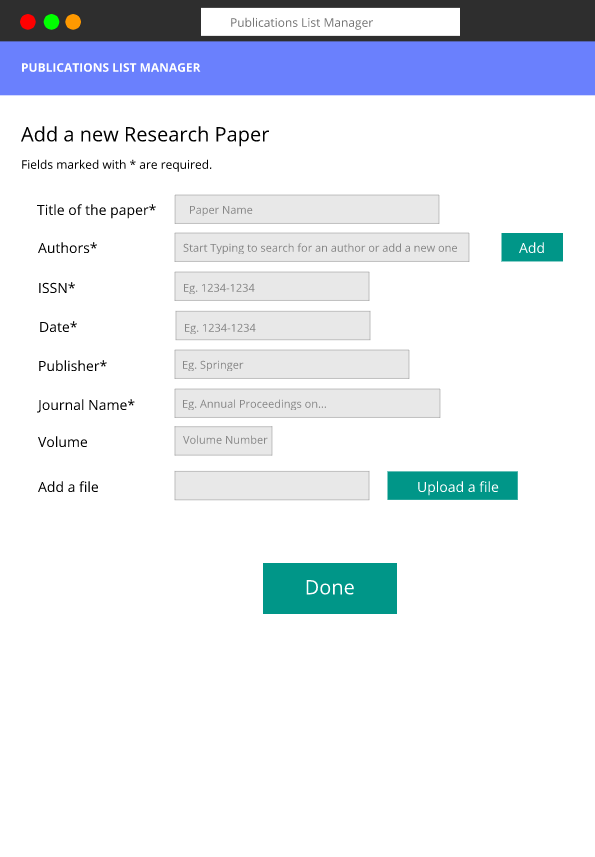 Publications List Manager
PUBLICATIONS LIST MANAGER
Add a new Research Paper
Fields marked with * are required.
Title of the paper* Paper Name
Authors* Start Typing to search for an author or add a new one Add
ISSN* Eg. 1234-1234
Date* Eg. 1234-1234
Publisher* Eg. Springer
Journal Name* Eg. Annual Proceedings on...
Volume Volume Number
Add a file Upload a file
Done